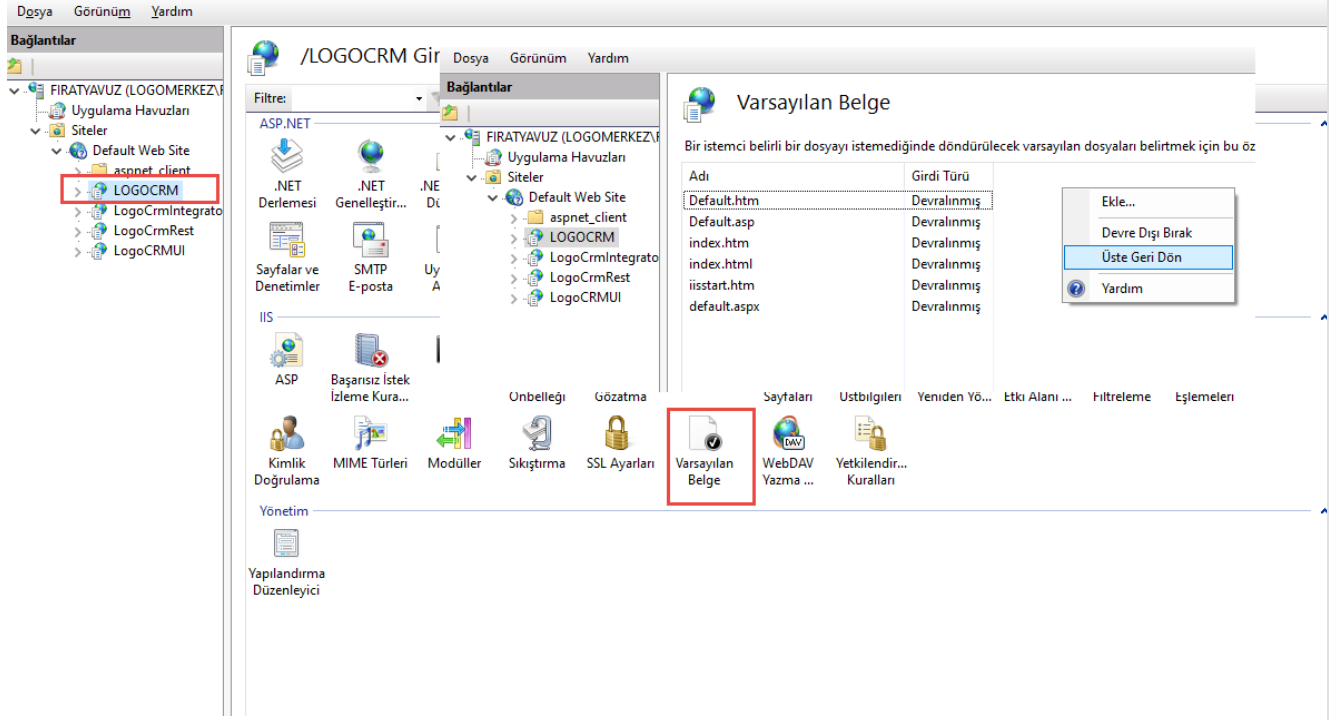 Dosya Görünüm Yardım
Bağlantılar
FIRATYAVUZ (LOGOMERKEZ\F
Uygulama Havuzları
Siteler
Default Web Site
aspnet_client
LOGOCRM
LogoCrmIntegrato
LogoCrmRest
LogoCRMUI
/LOGOCRM Gir
Filtre:
ASP.NET
.NET
Derlemesi
.NET
Genelleştir...
.NE
Dü
Sayfalar ve
Denetimler
SMTP
E-posta
Uy
A
IIS
ASP
Başarısız İstek
İzleme Kura...
Dosya Görünüm Yardım
Bağlantılar
FIRATYAVUZ (LOGOMERKEZ\F
Uygulama Havuzları
Siteler
Default Web Site
aspnet_client
LOGOCRM
LogoCrmIntegrato
LogoCrmRest
LogoCRMUI
Varsayılan Belge
Bir istemci belirli bir dosyayı istemediğinde döndürülecek varsayılan dosyaları belirtmek için bu öz
Adı Girdi Türü
Default.htm Devralınmış
Default.asp Devralınmış
index.htm Devralınmış
index.html Devralınmış
iisstart.htm Devralınmış
default.aspx Devralınmış
Ekle...
Devre Dışı Bırak
Üste Geri Dön
Yardım
Önbelleği Gözatma Sayfaları Üstbilgileri Yeniden Yö... Etki Alanı ... Filtreleme Eşlemeleri
Kimlik
Doğrulama
MIME Türleri
Modüller
Sıkıştırma
SSL Ayarları
Varsayılan
Belge
WebDAV
Yazma ...
Yetkilendir...
Kuralları
Yönetim
Yapılandırma
Düzenleyici